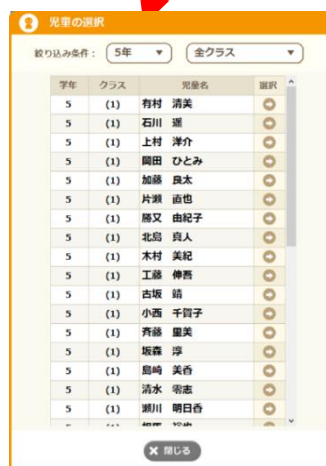 児童の選択
絞り込み条件： 5年 ▼ 全クラス ▼
学年 クラス 児童名 選択
5 (1) 有村 清美
5 (1) 石川 遥
5 (1) 上村 洋介
5 (1) 岡田 ひとみ
5 (1) 加藤 良太
5 (1) 片瀬 直也
5 (1) 勝又 由紀子
5 (1) 北島 真人
5 (1) 木村 美紀
5 (1) 工藤 伸吾
5 (1) 古坂 靖
5 (1) 小西 千賀子
5 (1) 斉藤 里美
5 (1) 坂森 淳
5 (1) 島崎 美香
5 (1) 清水 零志
5 (1) 瀬川 明日香
× 閉じる